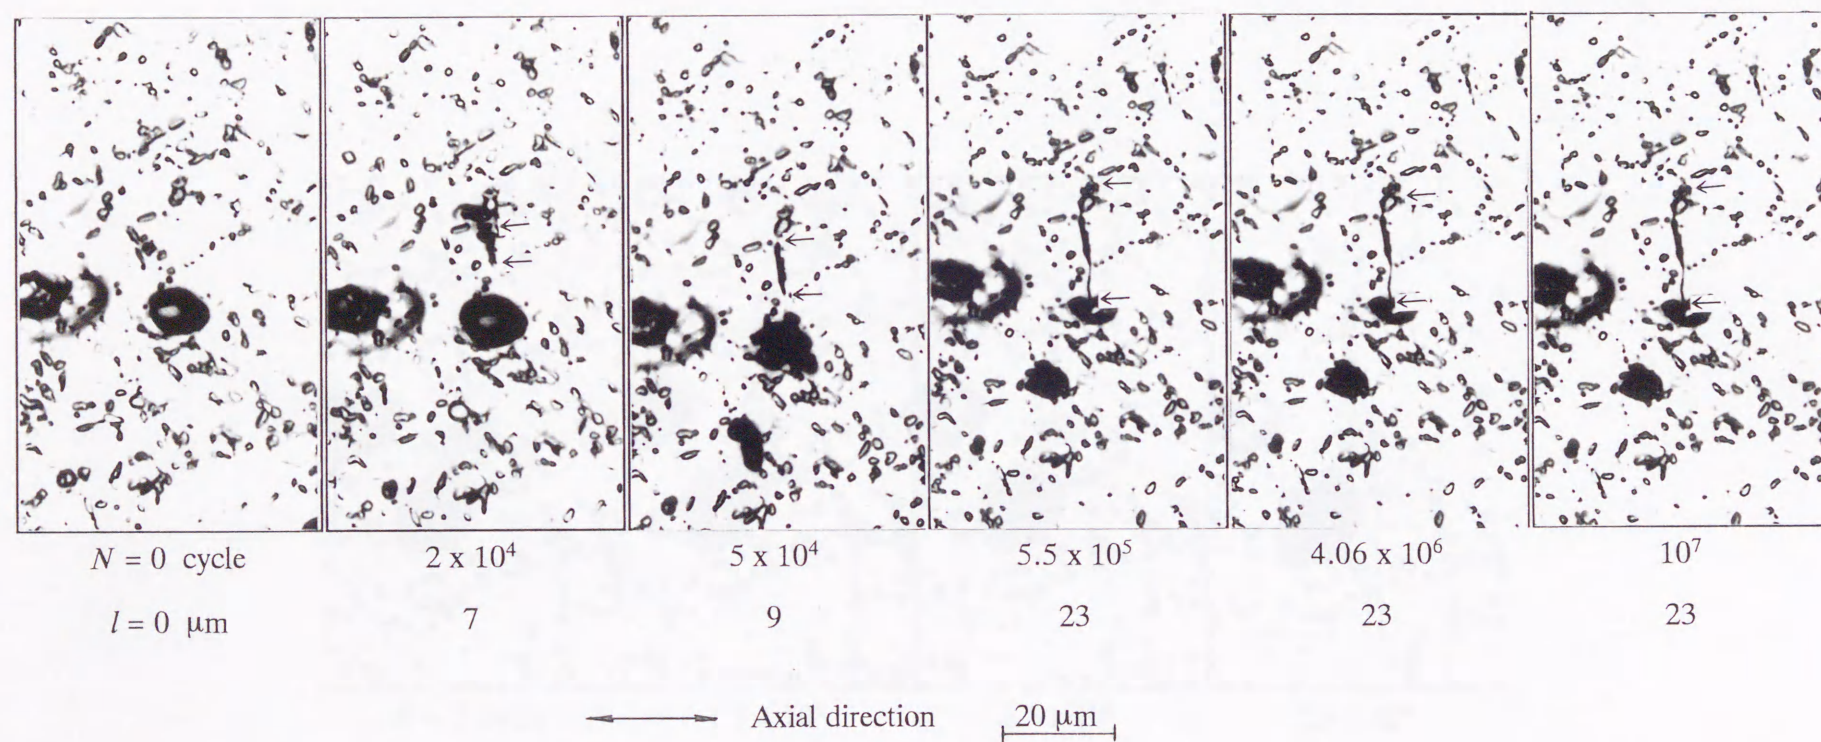 N = 0 cycle 2 x 10⁴ 5 x 10⁴ 5.5 x 10⁵ 4.06 x 10⁶ 10⁷
l = 0 μm 7 9 23 23 23
Axial direction 20 μm